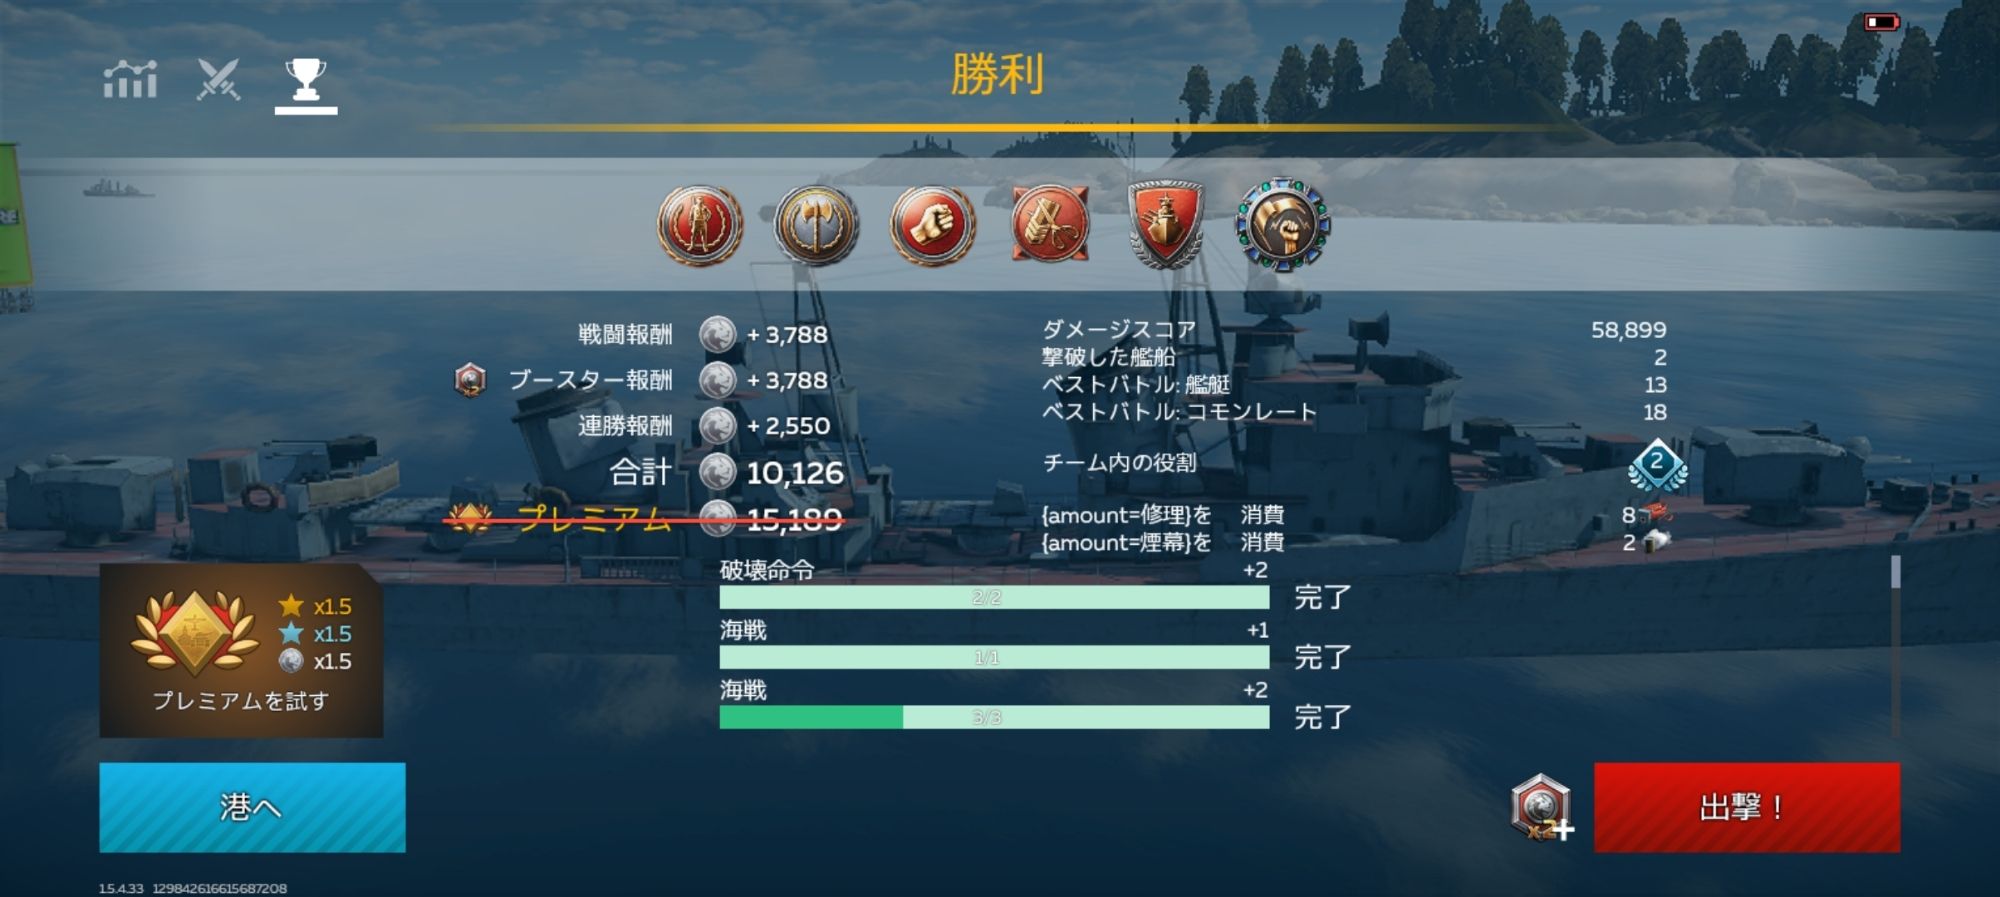 勝利
戦闘報酬 + 3,788
ブースター報酬 + 3,788
連勝報酬 + 2,550
合計 10,126
プレミアム 15,189
ダメージスコア 58,899
撃破した艦船 2
ベストバトル: 艦艇 13
ベストバトル: コモンレート 18
チーム内の役割 2
{amount=修理}を 消費 8
{amount=煙幕}を 消費 2
破壊命令 +2
2/2 完了
海戦 +1
1/1 完了
海戦 +2
3/3 完了
x1.5
x1.5
x1.5
プレミアムを試す
港へ
x2+
出撃！
1.5.4.33 129842616615687208